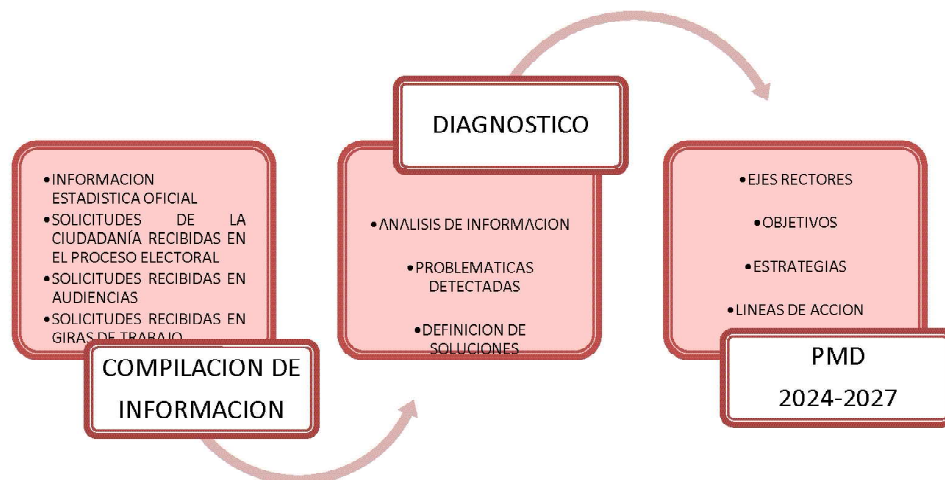 •INFORMACION
ESTADISTICA OFICIAL
•SOLICITUDES DE LA
CIUDADANÍA RECIBIDAS EN
EL PROCESO ELECTORAL
•SOLICITUDES RECIBIDAS EN
AUDIENCIAS
•SOLICITUDES RECIBIDAS EN
GIRAS DE TRABAJO
COMPILACION DE
INFORMACION
DIAGNOSTICO
•ANALISIS DE INFORMACION
•PROBLEMATICAS
DETECTADAS
•DEFINICION DE
SOLUCIONES
•EJES RECTORES
•OBJETIVOS
•ESTRATEGIAS
•LINEAS DE ACCION
PMD
2024-2027